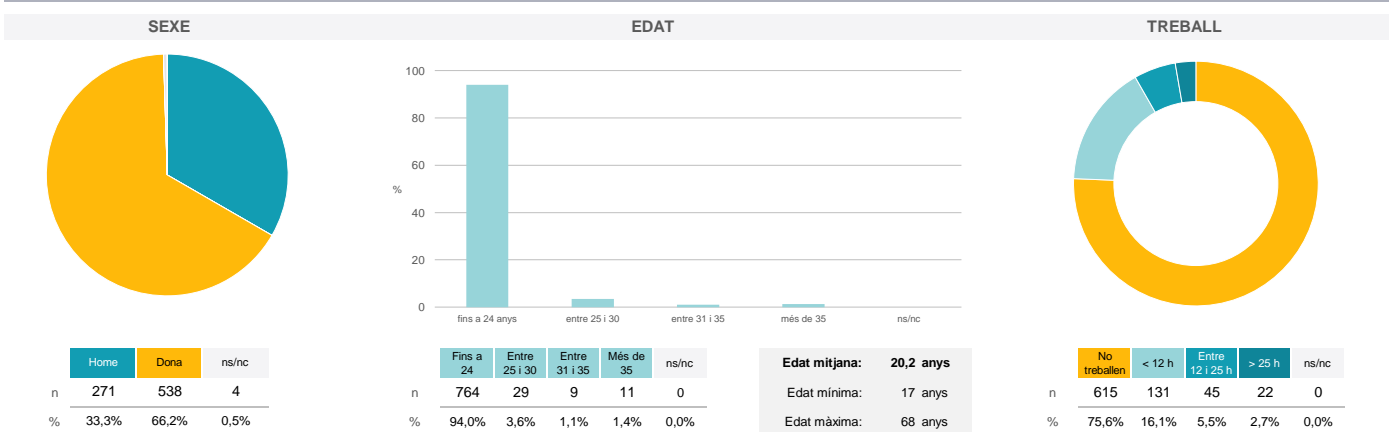 SEXE
EDAT
TREBALL
100
80
60
40
20
0
%
fins a 24 anys
entre 25 i 30
entre 31 i 35
més de 35
ns/nc
Home Dona ns/nc
n 271 538 4
% 33,3% 66,2% 0,5%
Fins a 24 Entre 25 i 30 Entre 31 i 35 Més de 35 ns/nc
n 764 29 9 11 0
% 94,0% 3,6% 1,1% 1,4% 0,0%
Edat mitjana: 20,2 anys
Edat mínima: 17 anys
Edat màxima: 68 anys
No treballen < 12 h Entre 12 i 25 h > 25 h ns/nc
n 615 131 45 22 0
% 75,6% 16,1% 5,5% 2,7% 0,0%